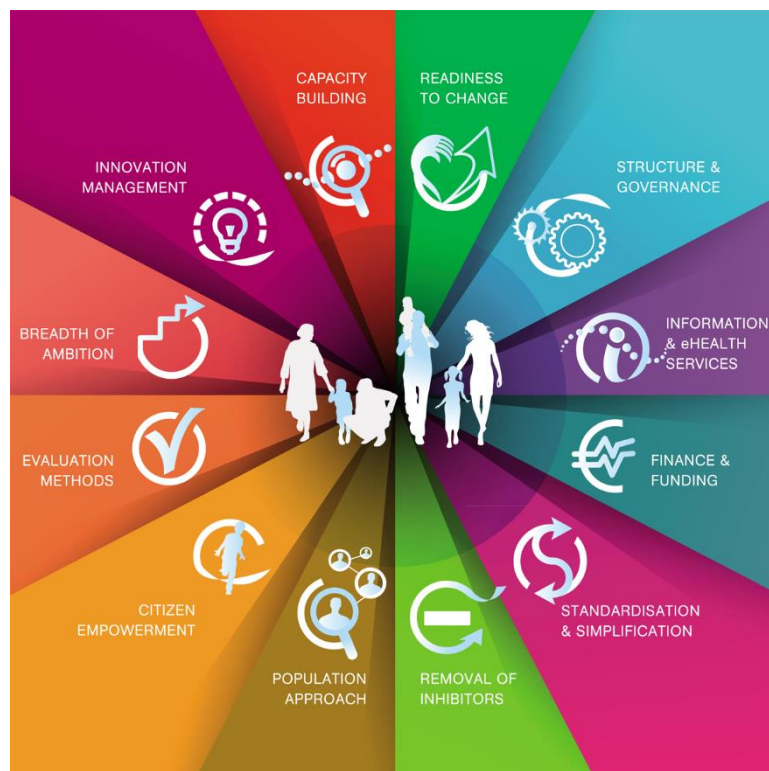 CAPACITY
BUILDING
READINESS
TO CHANGE
STRUCTURE &
GOVERNANCE
INFORMATION
& eHEALTH
SERVICES
FINANCE &
FUNDING
STANDARDISATION
& SIMPLIFICATION
REMOVAL OF
INHIBITORS
POPULATION
APPROACH
CITIZEN
EMPOWERMENT
EVALUATION
METHODS
BREADTH OF
AMBITION
INNOVATION
MANAGEMENT